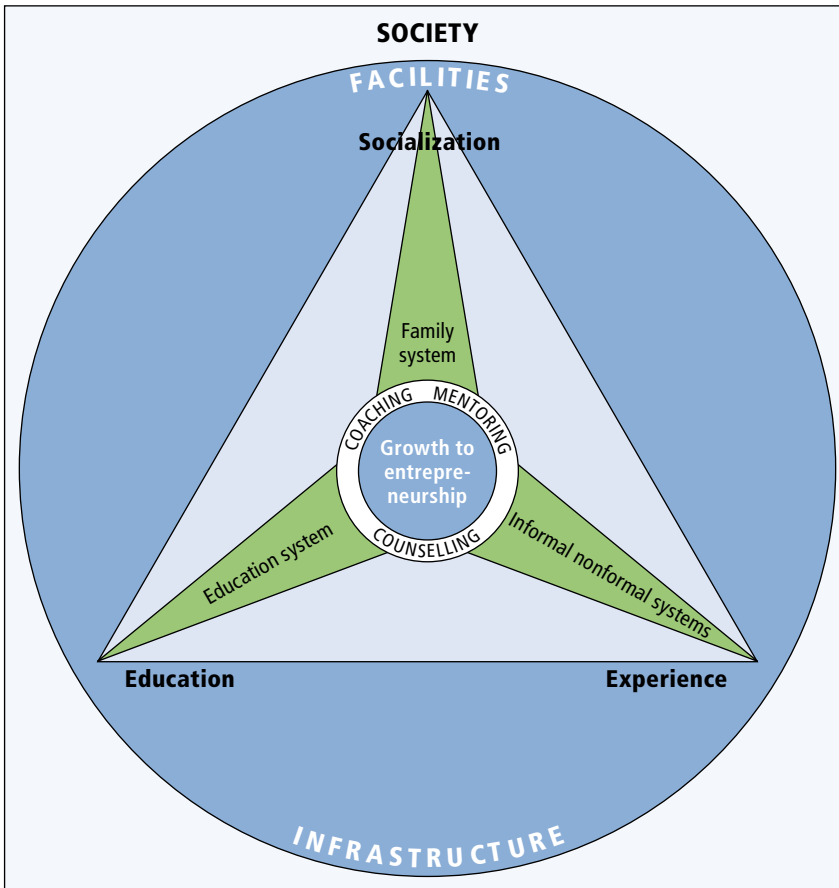 SOCIETY
FACILITIES
Socialization
Family
system
COACHING MENTORING
Growth to
entrepre-
neurship
COUNSELLING
Education system
Informal nonformal systems
Education
Experience
INFRASTRUCTURE